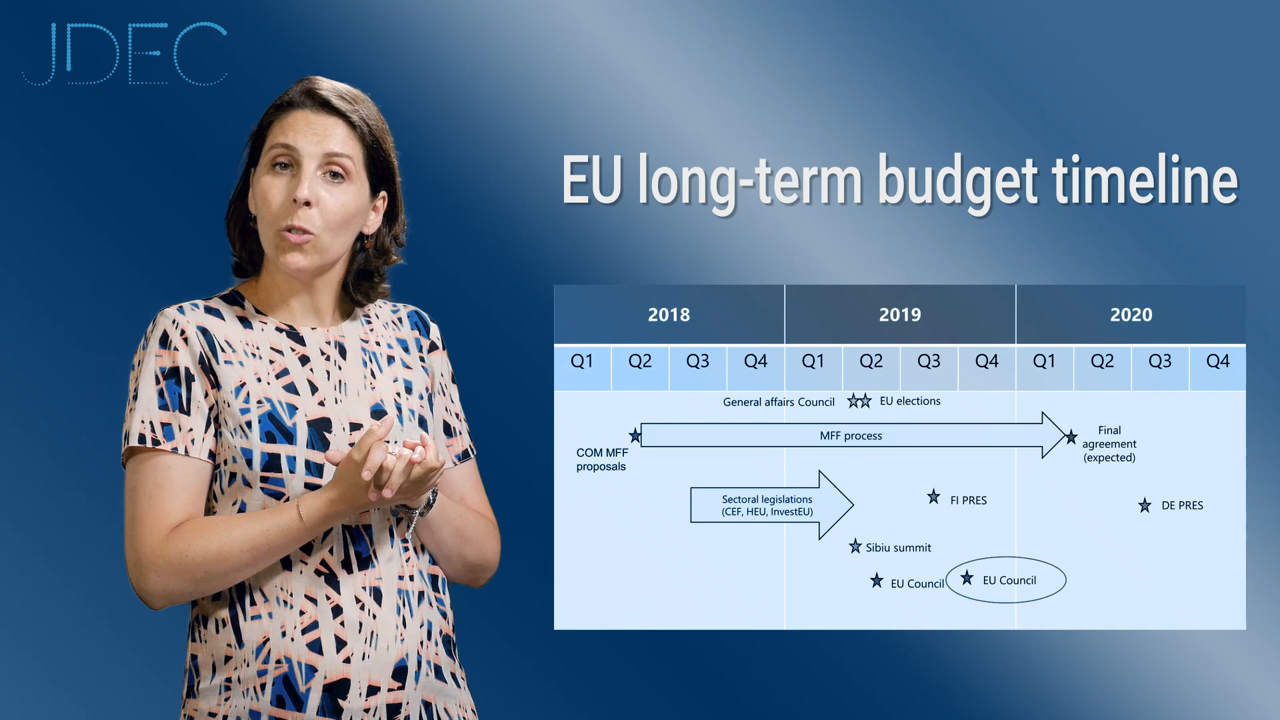 JDEC
EU long-term budget timeline
2018 2019 2020
Q1 Q2 Q3 Q4 Q1 Q2 Q3 Q4 Q1 Q2 Q3 Q4
General affairs Council EU elections
MFF process
Final
agreement
(expected)
COM MFF
proposals
Sectoral legislations
(CEF, HEU, InvestEU)
FI PRES
DE PRES
Sibiu summit
EU Council
EU Council